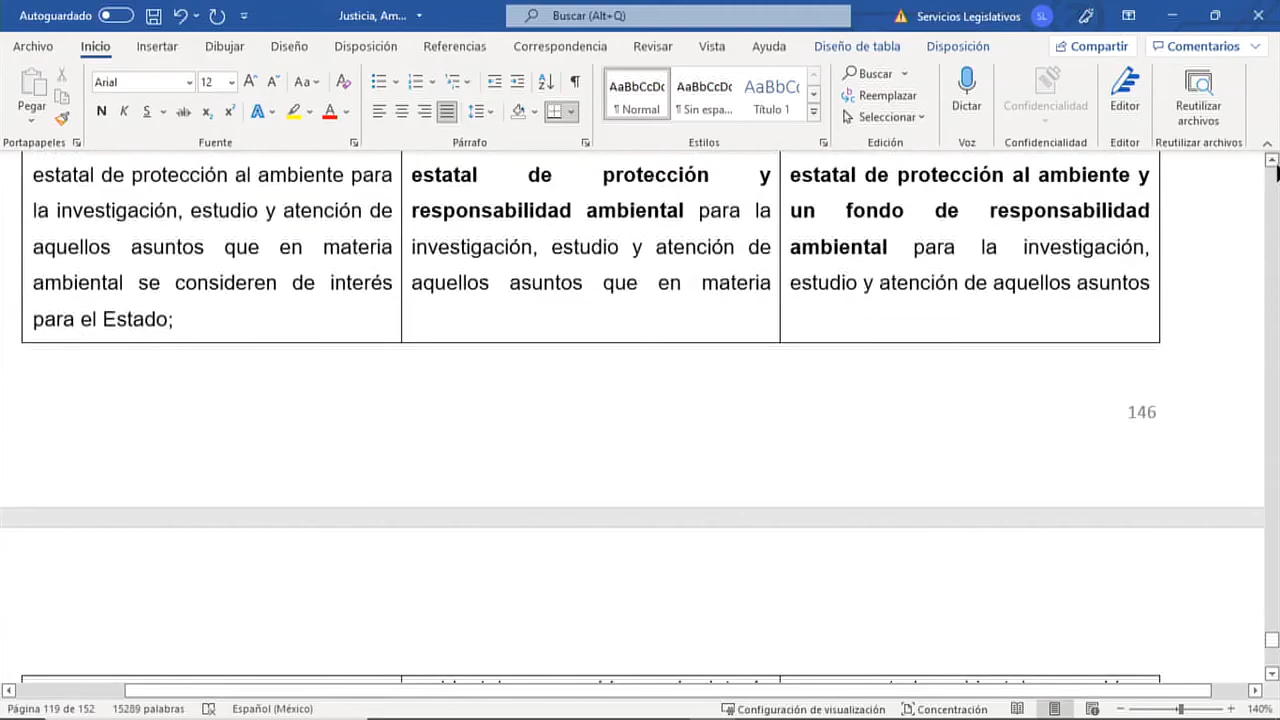 Autoguardado
Justicia, Am...
Buscar (Alt+Q)
Servicios Legislativos
SL
Archivo Inicio Insertar Dibujar Diseño Disposición Referencias Correspondencia Revisar Vista Ayuda Diseño de tabla Disposición
Compartir
Comentarios
Pegar
Arial
12
Aa
N K S ab x₂ x²
AaBbCcDc
¶ Normal
AaBbCcDc
¶ Sin espa...
AaBbC(
Título 1
Buscar
Reemplazar
Seleccionar
Dictar
Confidencialidad
Editor
Reutilizar
archivos
Portapapeles
Fuente
Párrafo
Estilos
Edición
Voz
Confidencialidad
Editor
Reutilizar archivos
estatal de protección al ambiente para
la investigación, estudio y atención de
aquellos asuntos que en materia
ambiental se consideren de interés
para el Estado;
estatal de protección y
responsabilidad ambiental para la
investigación, estudio y atención de
aquellos asuntos que en materia
estatal de protección al ambiente y
un fondo de responsabilidad
ambiental para la investigación,
estudio y atención de aquellos asuntos
146
Página 119 de 152
15289 palabras
Español (México)
Configuración de visualización
Concentración
140%